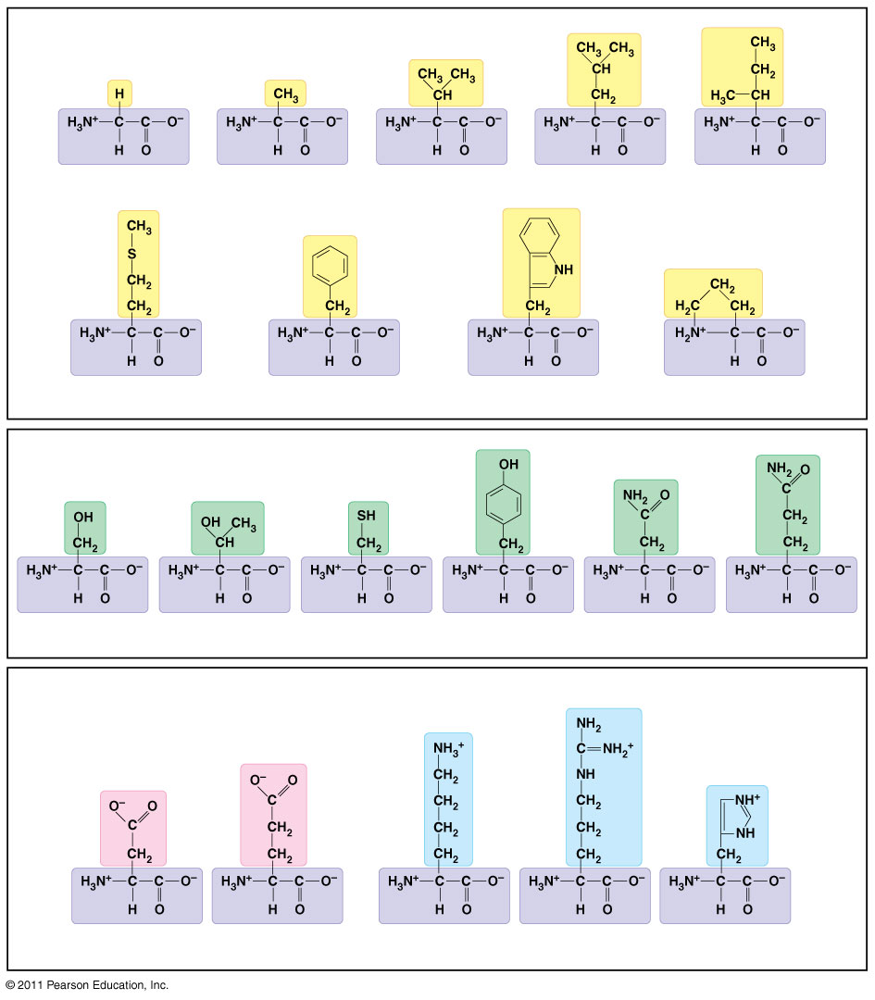 H
H₃N⁺ C C O⁻
H O
CH₃
H₃N⁺ C C O⁻
H O
CH₃ CH₃
CH
H₃N⁺ C C O⁻
H O
CH₃ CH₃
CH
CH₂
H₃N⁺ C C O⁻
H O
CH₃
CH₂
H₃C CH
H₃N⁺ C C O⁻
H O
CH₃
S
CH₂
CH₂
H₃N⁺ C C O⁻
H O
CH₂
H₃N⁺ C C O⁻
H O
NH
CH₂
H₃N⁺ C C O⁻
H O
CH₂
H₂C CH₂
H₂N⁺ C C O⁻
H O
OH
CH₂
H₃N⁺ C C O⁻
H O
OH CH₃
CH
H₃N⁺ C C O⁻
H O
SH
CH₂
H₃N⁺ C C O⁻
H O
OH
CH₂
H₃N⁺ C C O⁻
H O
NH₂ O
C
CH₂
H₃N⁺ C C O⁻
H O
NH₂ O
C
CH₂
CH₂
H₃N⁺ C C O⁻
H O
O⁻ O
C
CH₂
H₃N⁺ C C O⁻
H O
O⁻ O
C
CH₂
CH₂
H₃N⁺ C C O⁻
H O
NH₃⁺
CH₂
CH₂
CH₂
CH₂
H₃N⁺ C C O⁻
H O
NH₂
C=NH₂⁺
NH
CH₂
CH₂
CH₂
H₃N⁺ C C O⁻
H O
NH⁺
NH
CH₂
H₃N⁺ C C O⁻
H O
© 2011 Pearson Education, Inc.